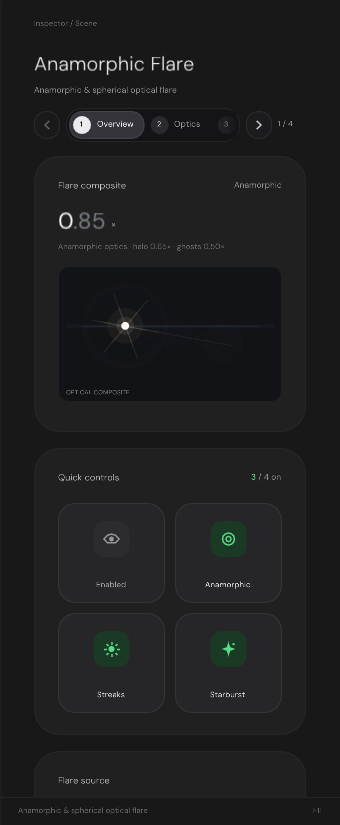 Inspector / Scene
Anamorphic Flare
Anamorphic & spherical optical flare
1 Overview 2 Optics 3 1 / 4
Flare composite Anamorphic
0.85 ×
Anamorphic optics · halo 0.65× · ghosts 0.50×
OPTICAL COMPOSITE
Quick controls 3 / 4 on
Enabled Anamorphic
Streaks Starburst
Flare source
Anamorphic & spherical optical flare